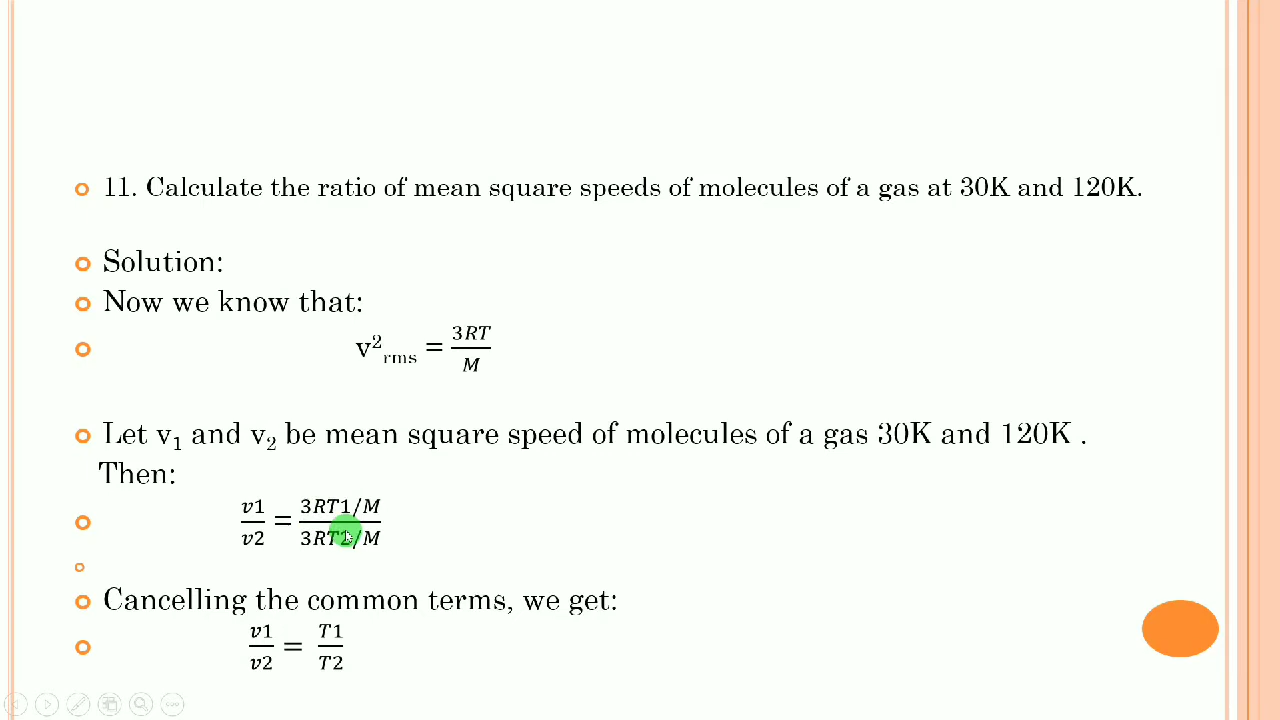 11. Calculate the ratio of mean square speeds of molecules of a gas at 30K and 120K.
Solution:
Now we know that:
v²rms = 3RT/M
Let v₁ and v₂ be mean square speed of molecules of a gas 30K and 120K .
Then:
v1/v2 = (3RT1/M)/(3RT2/M)
Cancelling the common terms, we get:
v1/v2 = T1/T2